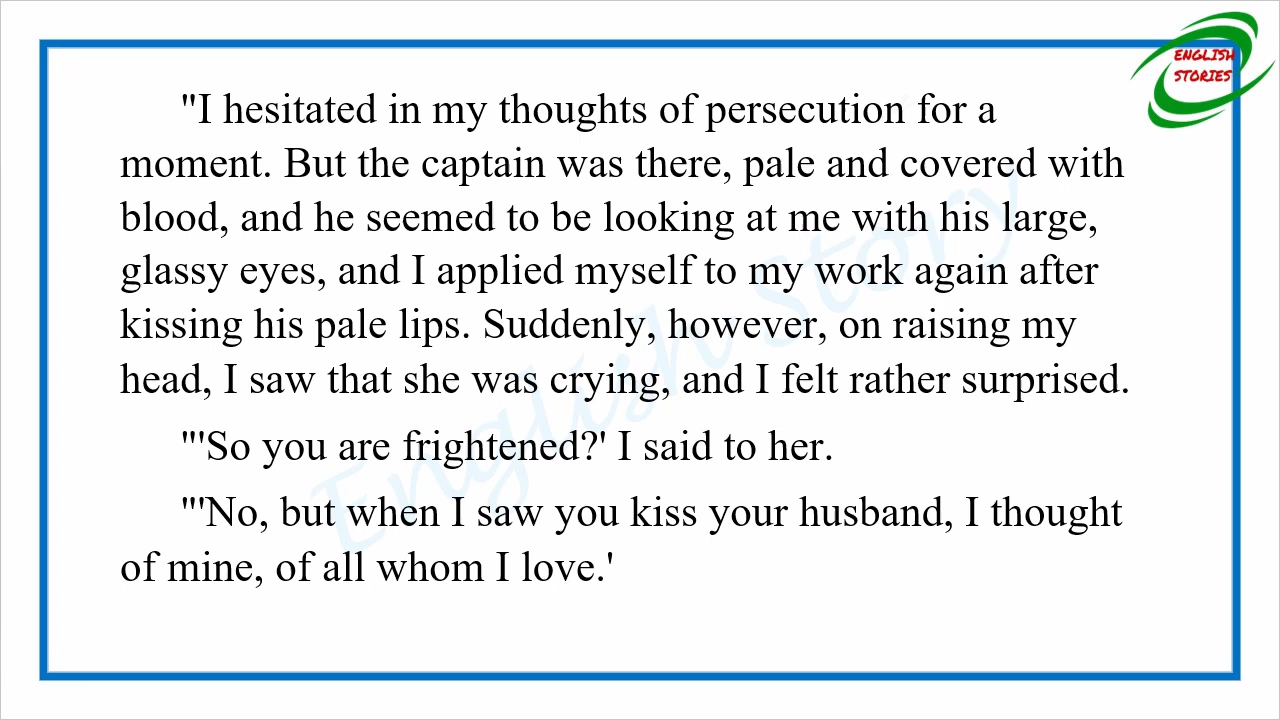 ENGLISH
STORIES
"I hesitated in my thoughts of persecution for a
moment. But the captain was there, pale and covered with
blood, and he seemed to be looking at me with his large,
glassy eyes, and I applied myself to my work again after
kissing his pale lips. Suddenly, however, on raising my
head, I saw that she was crying, and I felt rather surprised.
"'So you are frightened?' I said to her.
"'No, but when I saw you kiss your husband, I thought
of mine, of all whom I love.'
English Story